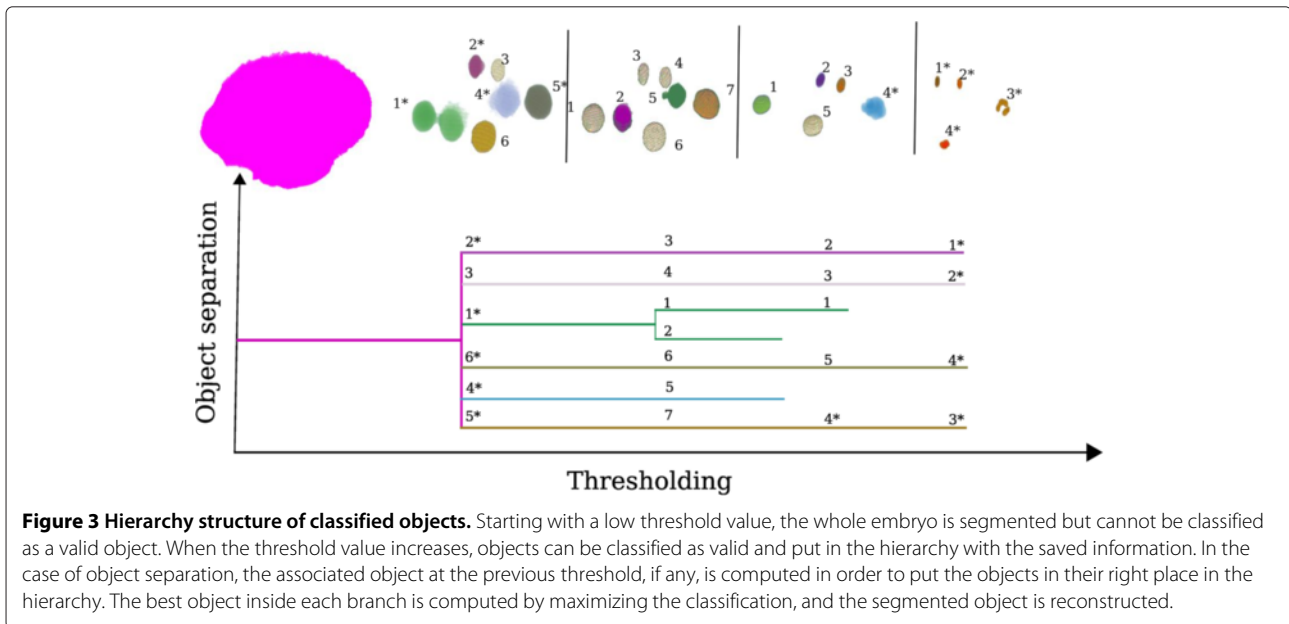 2* 3 1* 4* 5* 6
3 4 1 2 5 7 6
1 2 3 4* 5
1* 2* 3* 4*
Object separation
2* 3 2 1*
3 4 3 2*
1* 1 1
2
6* 6 5 4*
4* 5
5* 7 4* 3*
Thresholding
Figure 3 Hierarchy structure of classified objects. Starting with a low threshold value, the whole embryo is segmented but cannot be classified
as a valid object. When the threshold value increases, objects can be classified as valid and put in the hierarchy with the saved information. In the
case of object separation, the associated object at the previous threshold, if any, is computed in order to put the objects in their right place in the
hierarchy. The best object inside each branch is computed by maximizing the classification, and the segmented object is reconstructed.